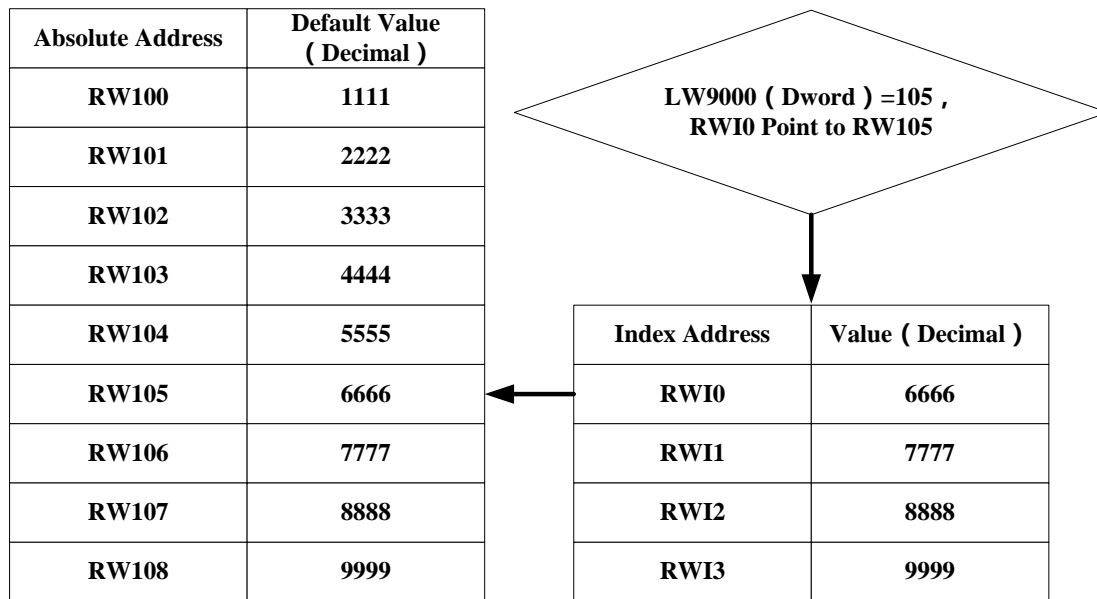 Absolute Address Default Value
( Decimal )
RW100 1111
RW101 2222
RW102 3333
RW103 4444
RW104 5555
RW105 6666
RW106 7777
RW107 8888
RW108 9999
LW9000 ( Dword ) =105 ,
RWI0 Point to RW105
Index Address Value ( Decimal )
RWI0 6666
RWI1 7777
RWI2 8888
RWI3 9999